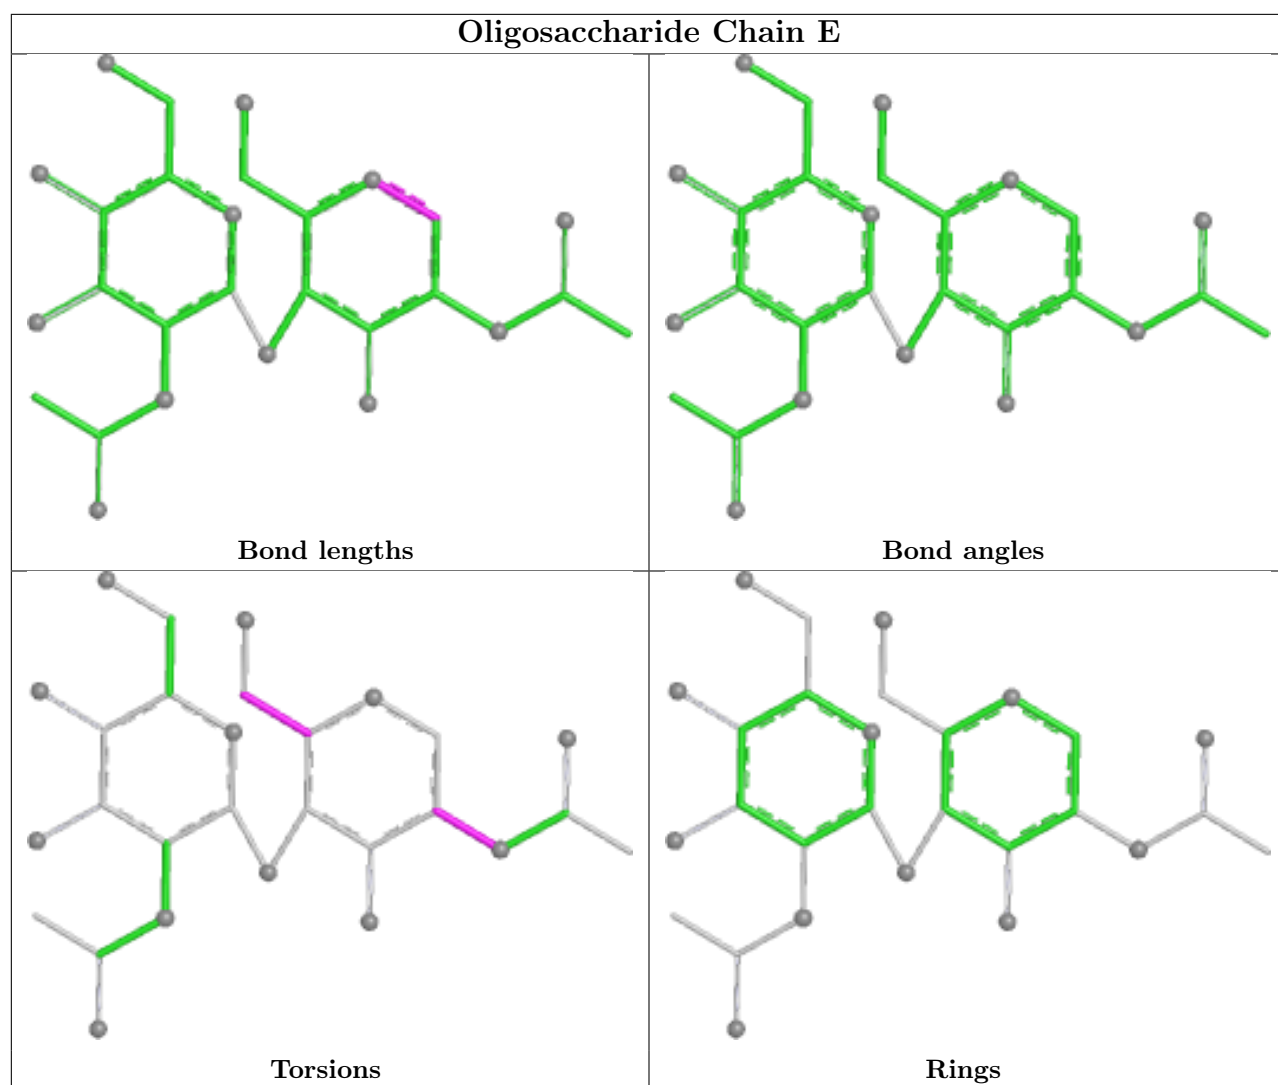 Oligosaccharide Chain E
Bond lengths
Bond angles
Torsions
Rings